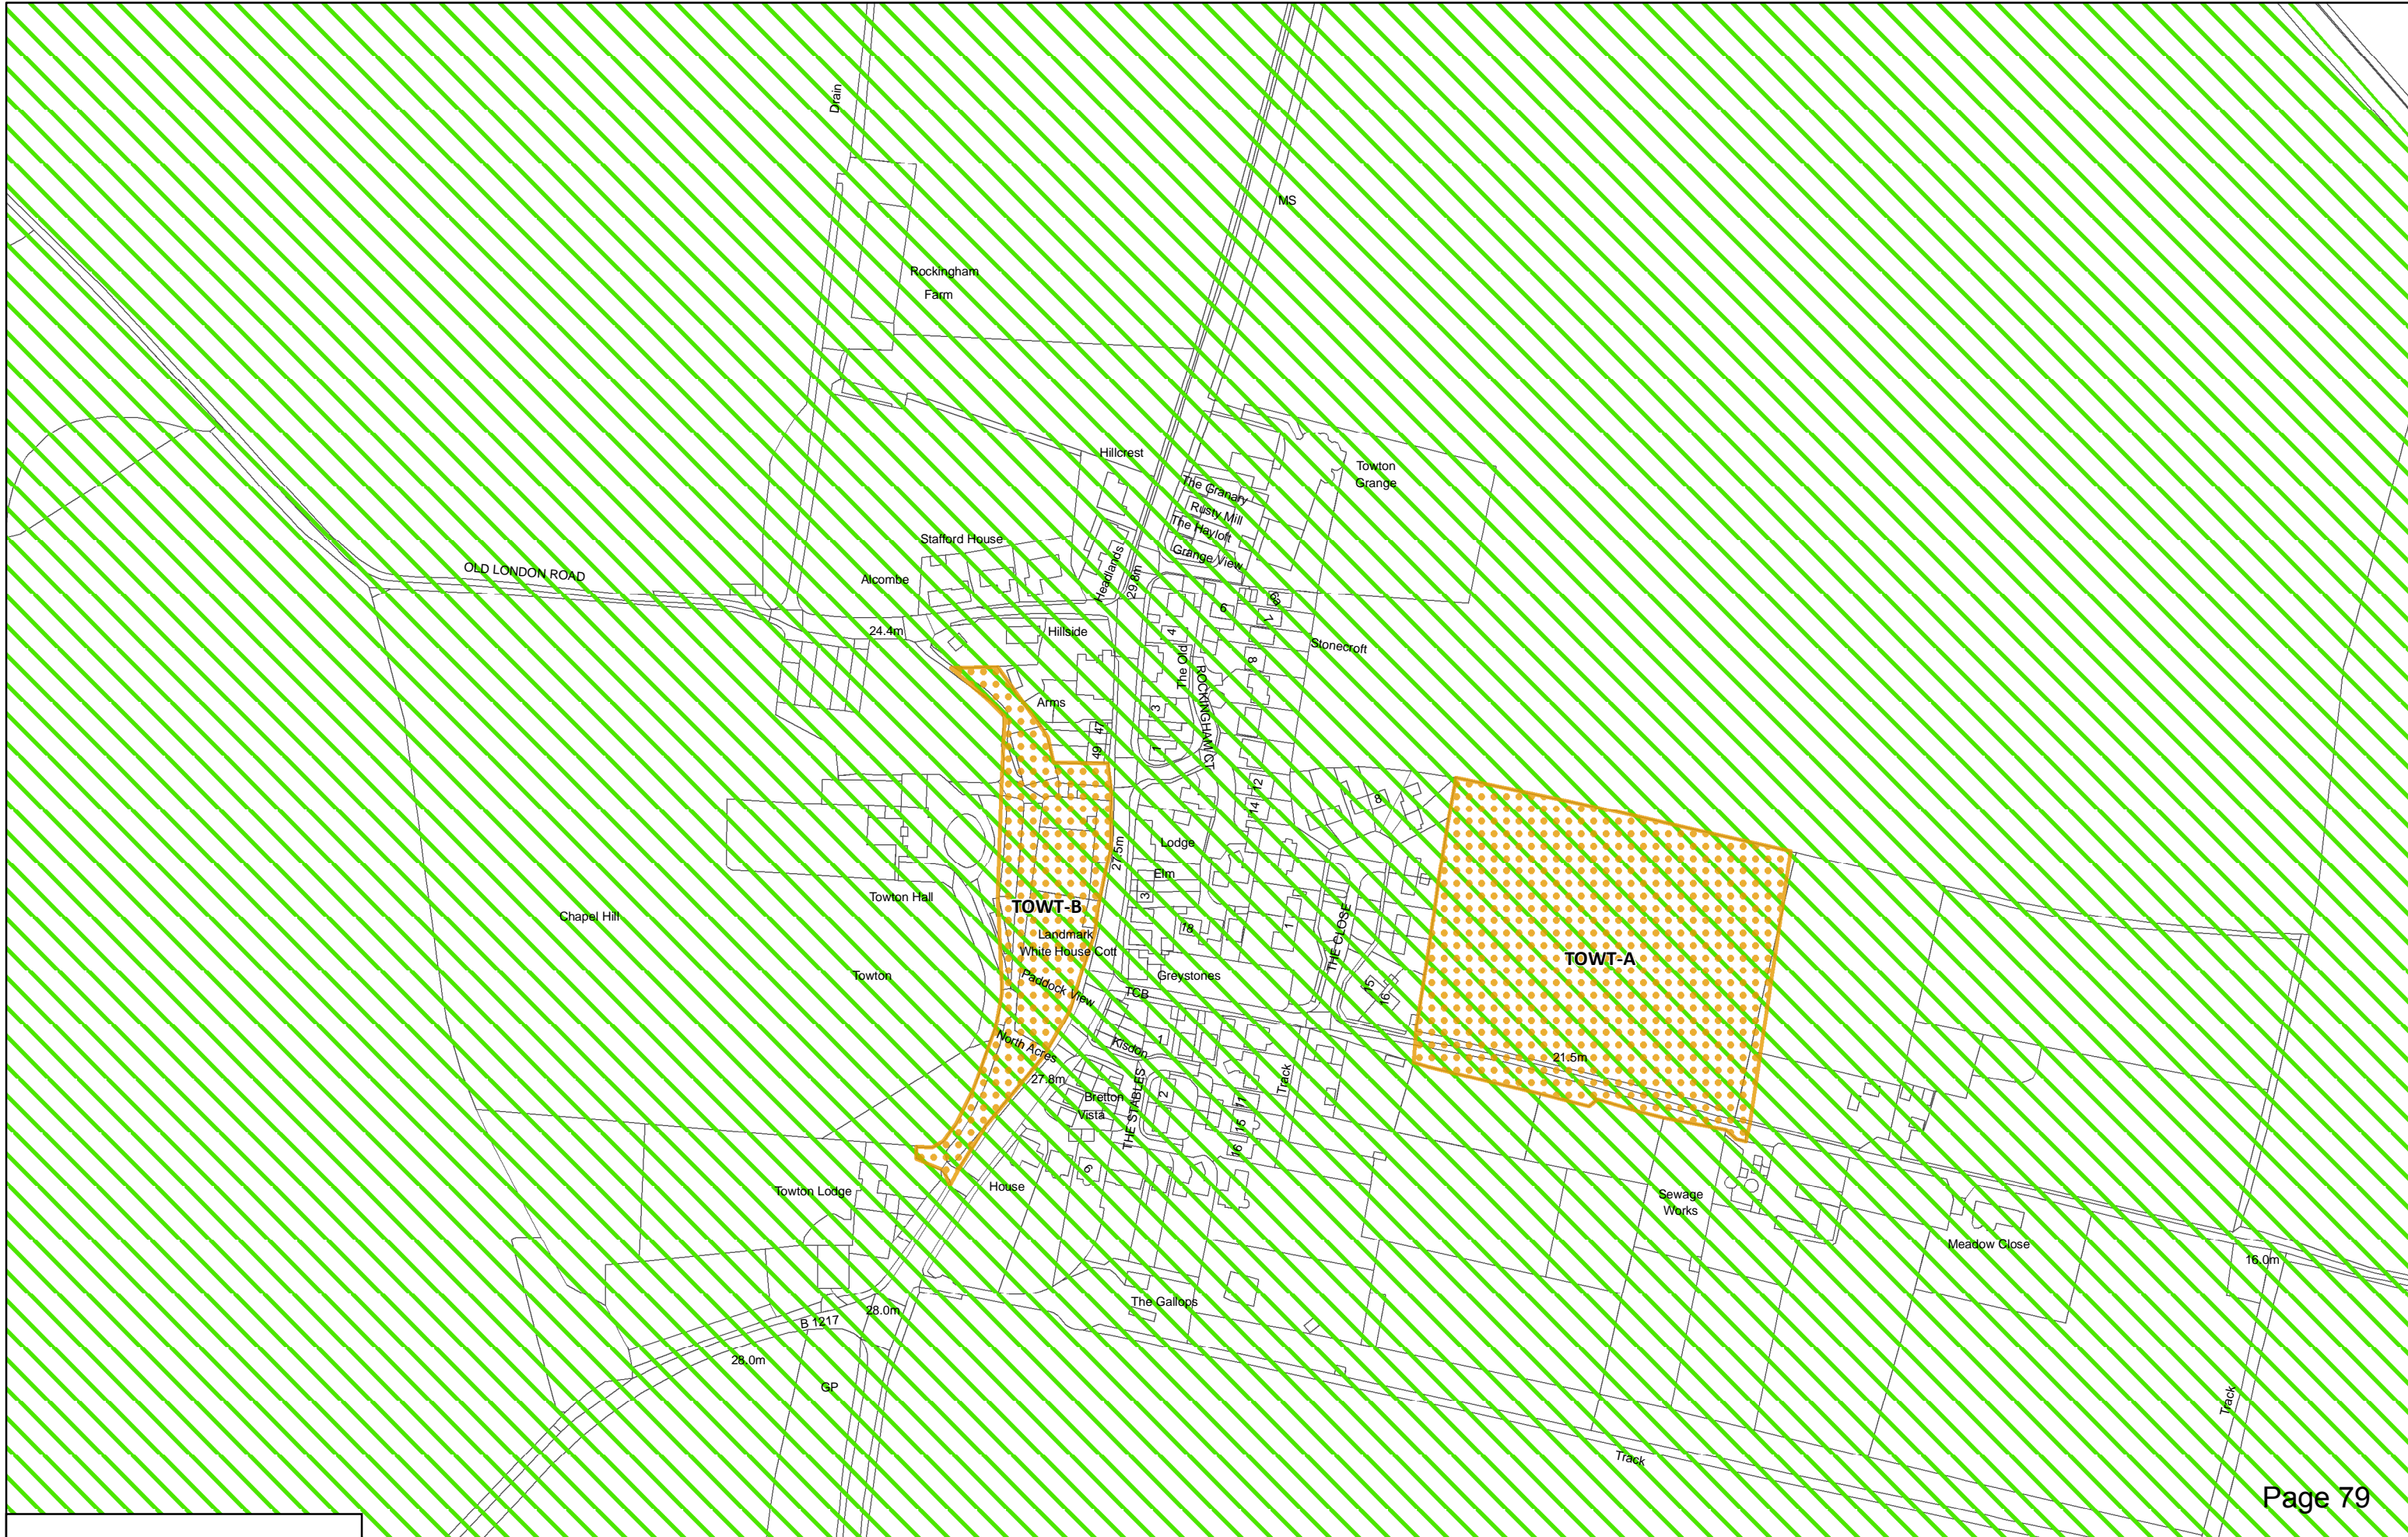 Drain
MS
Rockingham
Farm
Hillcrest
Towton
Grange
The Granary
Rusty Mill
The Hayloft
Grange View
Stafford House
Headlands
29.8m
OLD LONDON ROAD
Alcombe
6
7
24.4m
Hillside
4
Stonecroft
The Old
8
ROCKINGHAM CT
Arms
3
47
49
1
12
14
8
Lodge
27.5m
Elm
3
Towton Hall
TOWT-B
Chapel Hill
Landmark
18
1
THE CLOSE
White House Cott
TOWT-A
Towton
Paddock View
Greystones
TCB
15
16
North Acres
Kisdon
1
21.5m
27.8m
Bretton
Vista
THE STABLES
2
Track
11
15
16
6
Towton Lodge
House
Sewage
Works
Meadow Close
16.0m
The Gallops
28.0m
B 1217
28.0m
GP
Track
Track
Page 79